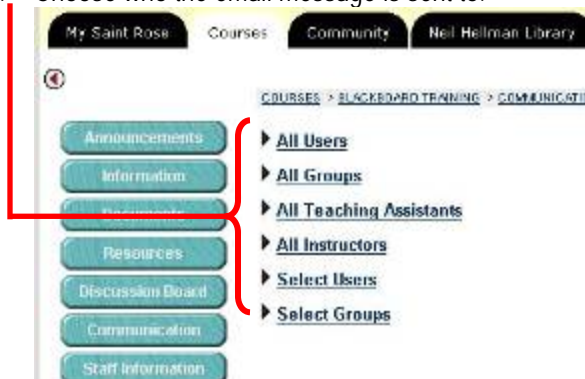 Choose who the email message is sent to.
My Saint Rose Courses Community Neil Hellman Library
COURSES > BLACKBOARD TRAINING > COMMUNICATI
Announcements
Information
Documents
Resources
Discussion Board
Communication
Staff Information
All Users
All Groups
All Teaching Assistants
All Instructors
Select Users
Select Groups